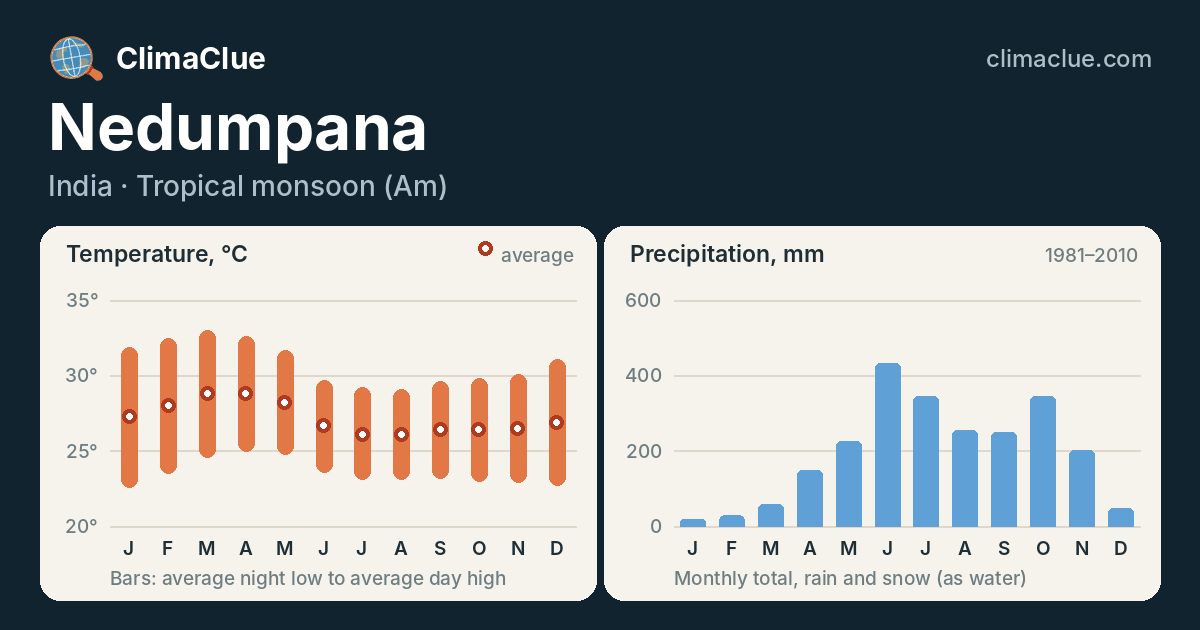 ClimaClue
climaclue.com
Nedumpana
India · Tropical monsoon (Am)
Temperature, °C
average
35°
30°
25°
20°
J F M A M J J A S O N D
Bars: average night low to average day high
Precipitation, mm
1981–2010
600
400
200
0
J F M A M J J A S O N D
Monthly total, rain and snow (as water)